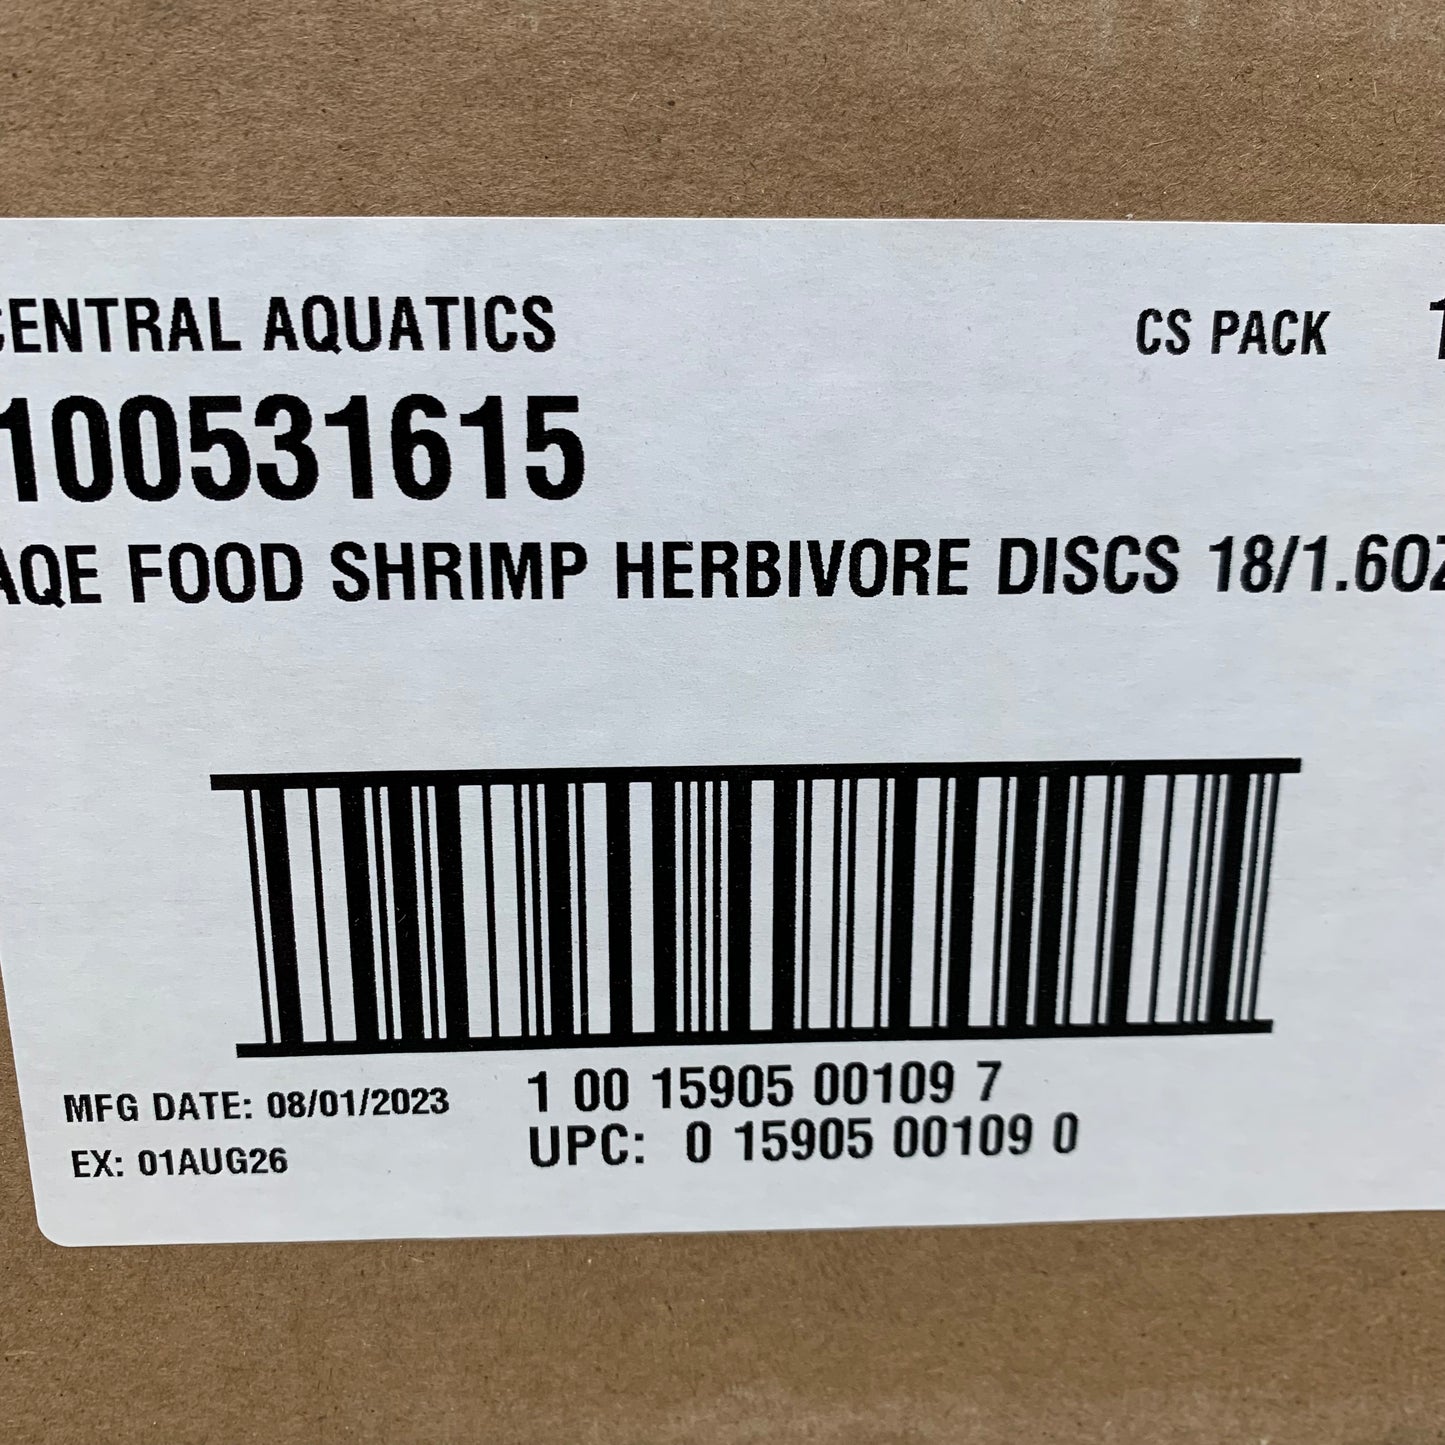 CENTRAL AQUATICS
CS PACK 1
100531615
AQE FOOD SHRIMP HERBIVORE DISCS 18/1.6OZ
MFG DATE: 08/01/2023
1 00 15905 00109 7
EX: 01AUG26
UPC: 0 15905 00109 0